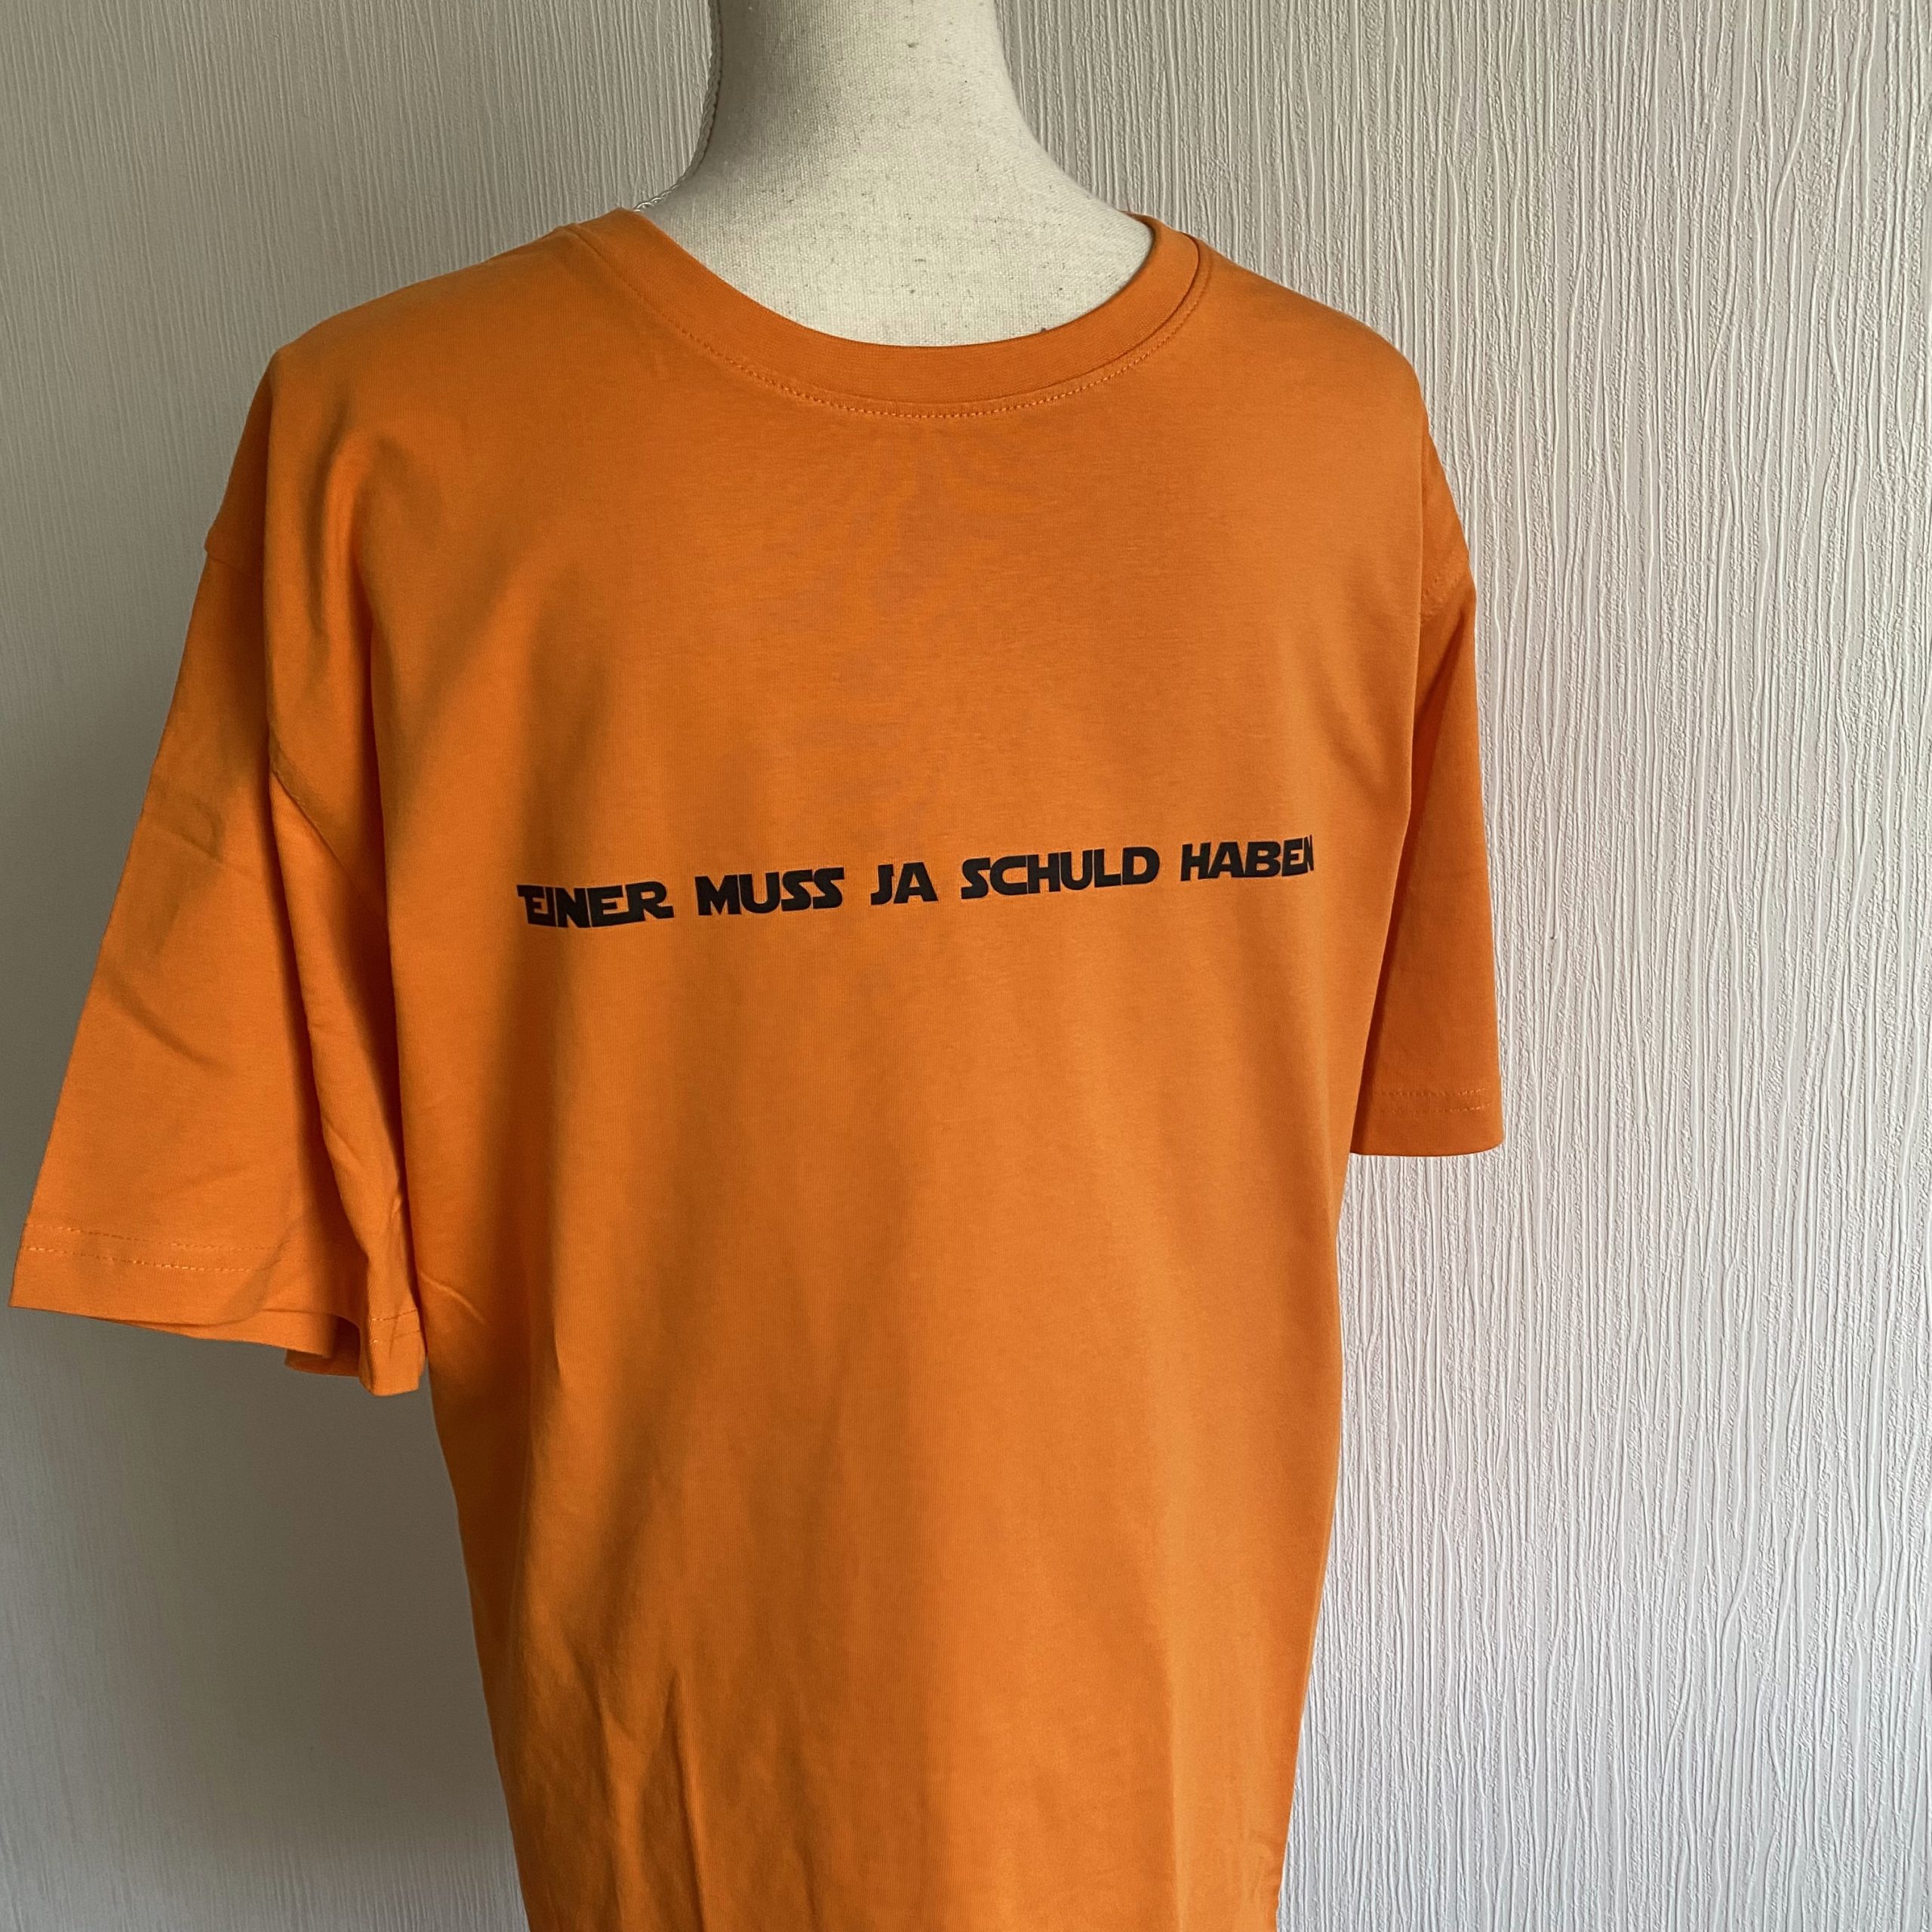 EINER MUSS JA SCHULD HABEN